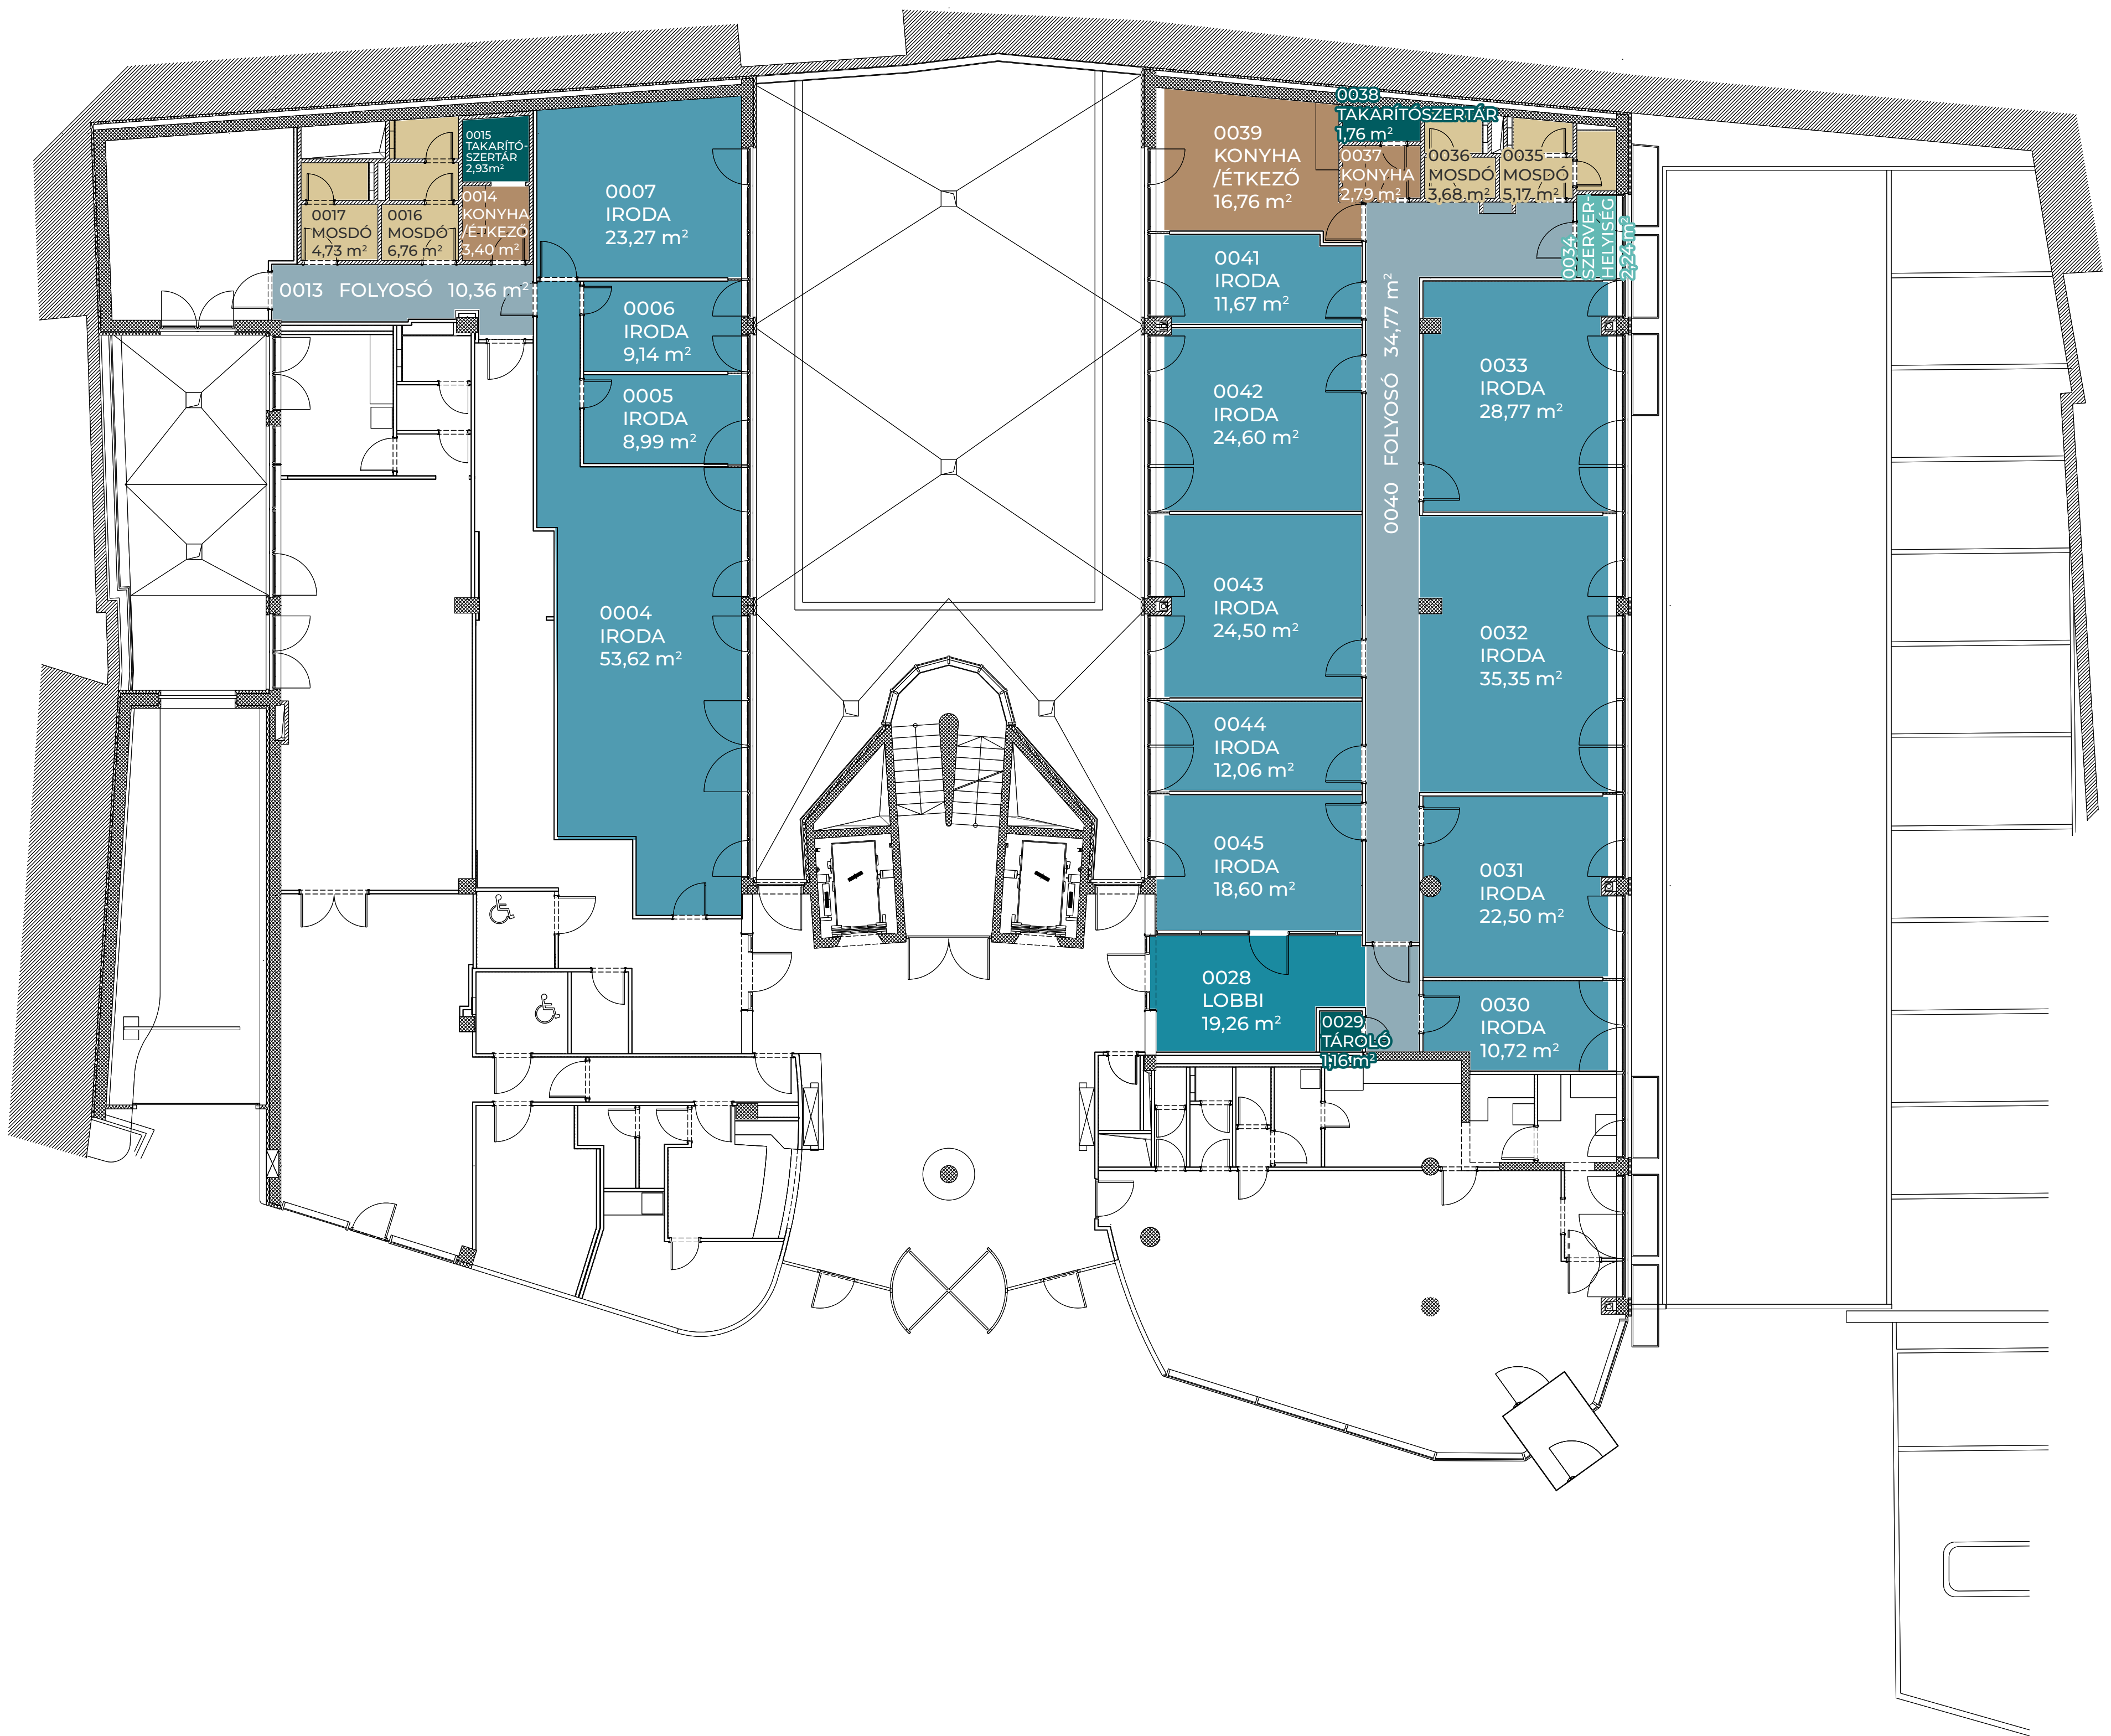 0038
TAKARÍTÓSZERTÁR
1,76 m²
0039
KONYHA
/ÉTKEZŐ
16,76 m²
0037
KONYHA
2,79 m²
0036
MOSDÓ
3,68 m²
0035
MOSDÓ
5,17 m²
0034
SZERVER-
HELYISÉG
2,24 m²
0015
TAKARÍTÓ-
SZERTÁR
2,93m²
0014
KONYHA
/ÉTKEZŐ
3,40 m²
0017
MOSDÓ
4,73 m²
0016
MOSDÓ
6,76 m²
0007
IRODA
23,27 m²
0013 FOLYOSÓ 10,36 m²
0006
IRODA
9,14 m²
0005
IRODA
8,99 m²
0004
IRODA
53,62 m²
0041
IRODA
11,67 m²
0042
IRODA
24,60 m²
0043
IRODA
24,50 m²
0044
IRODA
12,06 m²
0045
IRODA
18,60 m²
0040 FOLYOSÓ 34,77 m²
0033
IRODA
28,77 m²
0032
IRODA
35,35 m²
0031
IRODA
22,50 m²
0030
IRODA
10,72 m²
0028
LOBBI
19,26 m²
0029
TÁROLÓ
1,16 m²